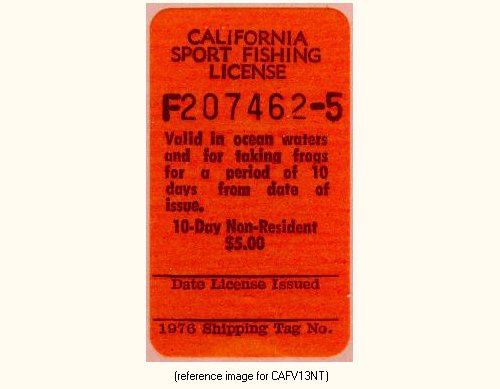 CALIFORNIA
SPORT FISHING
LICENSE
F207462-5
Valid in ocean waters
and for taking frogs
for a period of 10
days from date of
issue.
10-Day Non-Resident
$5.00
Date License Issued
1976 Shipping Tag No.
(reference image for CAFV13NT)